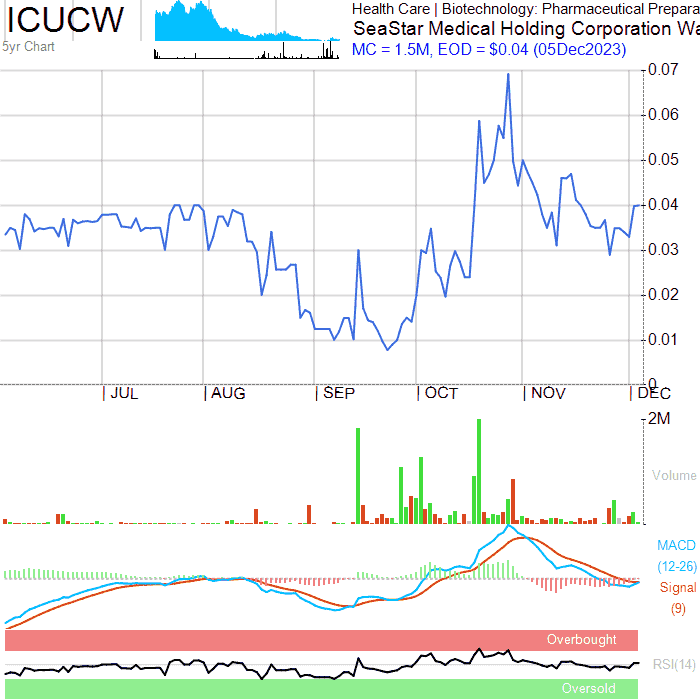 ICUCW
5yr Chart
Health Care | Biotechnology: Pharmaceutical Prepara
SeaStar Medical Holding Corporation Wa
MC = 1.5M, EOD = $0.04 (05Dec2023)
0.07
0.06
0.05
0.04
0.03
0.02
0.01
0
JUL AUG SEP OCT NOV DEC
2M
Volume
MACD
(12-26)
Signal
(9)
Overbought
RSI(14)
Oversold